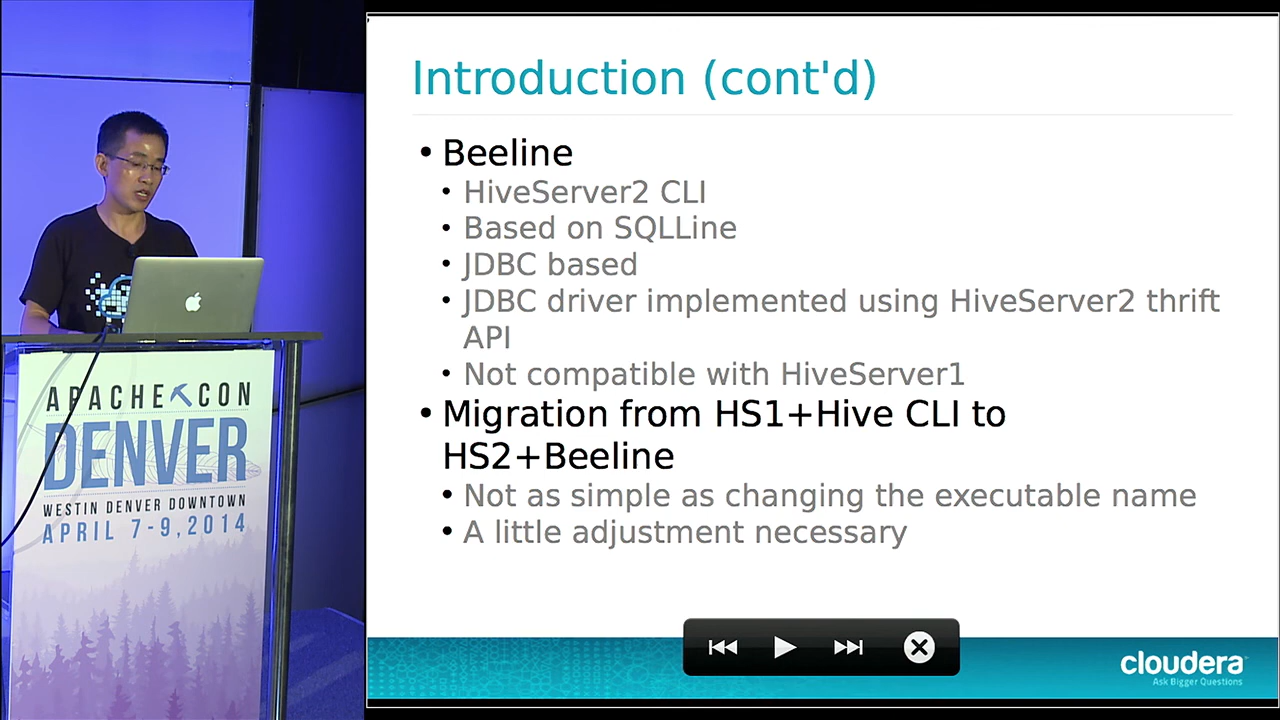 Introduction (cont'd)
• Beeline
• HiveServer2 CLI
• Based on SQLLine
• JDBC based
• JDBC driver implemented using HiveServer2 thrift
API
• Not compatible with HiveServer1
• Migration from HS1+Hive CLI to
HS2+Beeline
• Not as simple as changing the executable name
• A little adjustment necessary
cloudera
Ask Bigger Questions
APACHE CON
DENVER
WESTIN DENVER DOWNTOWN
APRIL 7-9, 2014